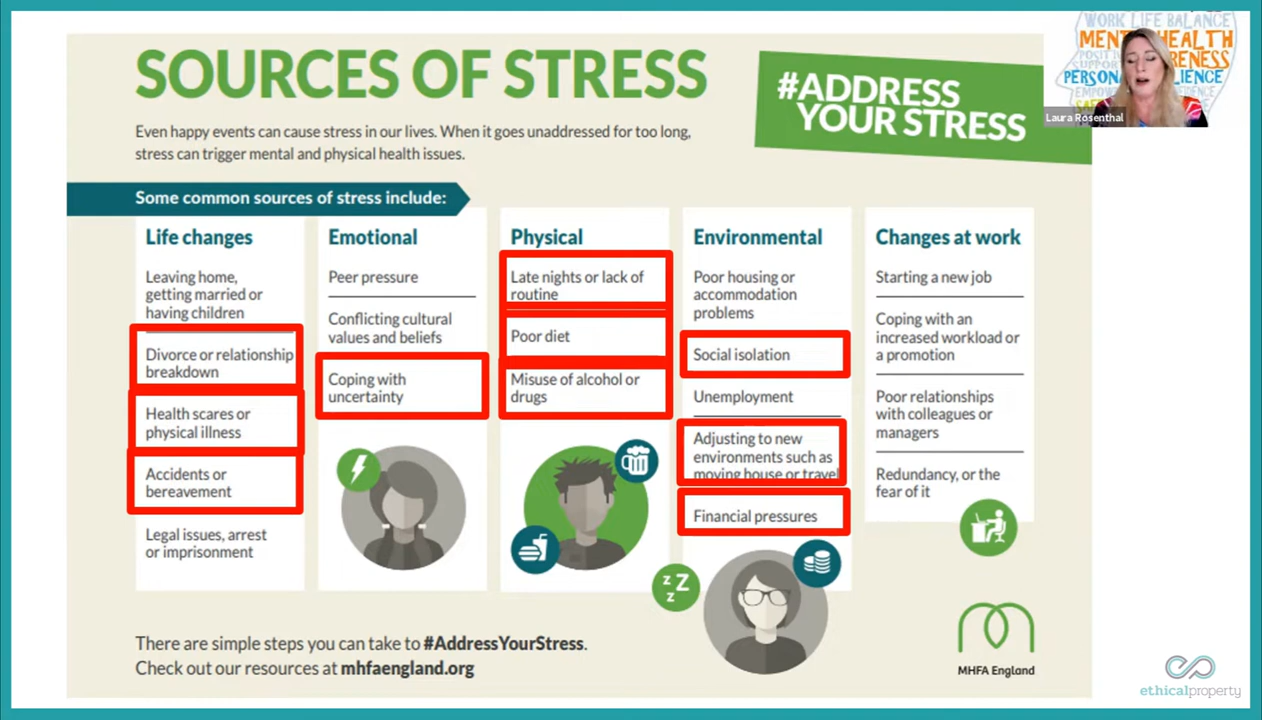 SOURCES OF STRESS
Even happy events can cause stress in our lives. When it goes unaddressed for too long,
stress can trigger mental and physical health issues.
#ADDRESS
YOUR STRESS
WORK LIFE BALANCE
Laura Rosenthal
Some common sources of stress include:
Life changes
Leaving home,
getting married or
having children
Divorce or relationship
breakdown
Health scares or
physical illness
Accidents or
bereavement
Legal issues, arrest
or imprisonment
Emotional
Peer pressure
Conflicting cultural
values and beliefs
Coping with
uncertainty
Physical
Late nights or lack of
routine
Poor diet
Misuse of alcohol or
drugs
Environmental
Poor housing or
accommodation
problems
Social isolation
Unemployment
Adjusting to new
environments such as
moving house or travel
Financial pressures
Changes at work
Starting a new job
Coping with an
increased workload or
a promotion
Poor relationships
with colleagues or
managers
Redundancy, or the
fear of it
z Z
z
There are simple steps you can take to #AddressYourStress.
Check out our resources at mhfaengland.org
MHFA England
ethicalproperty